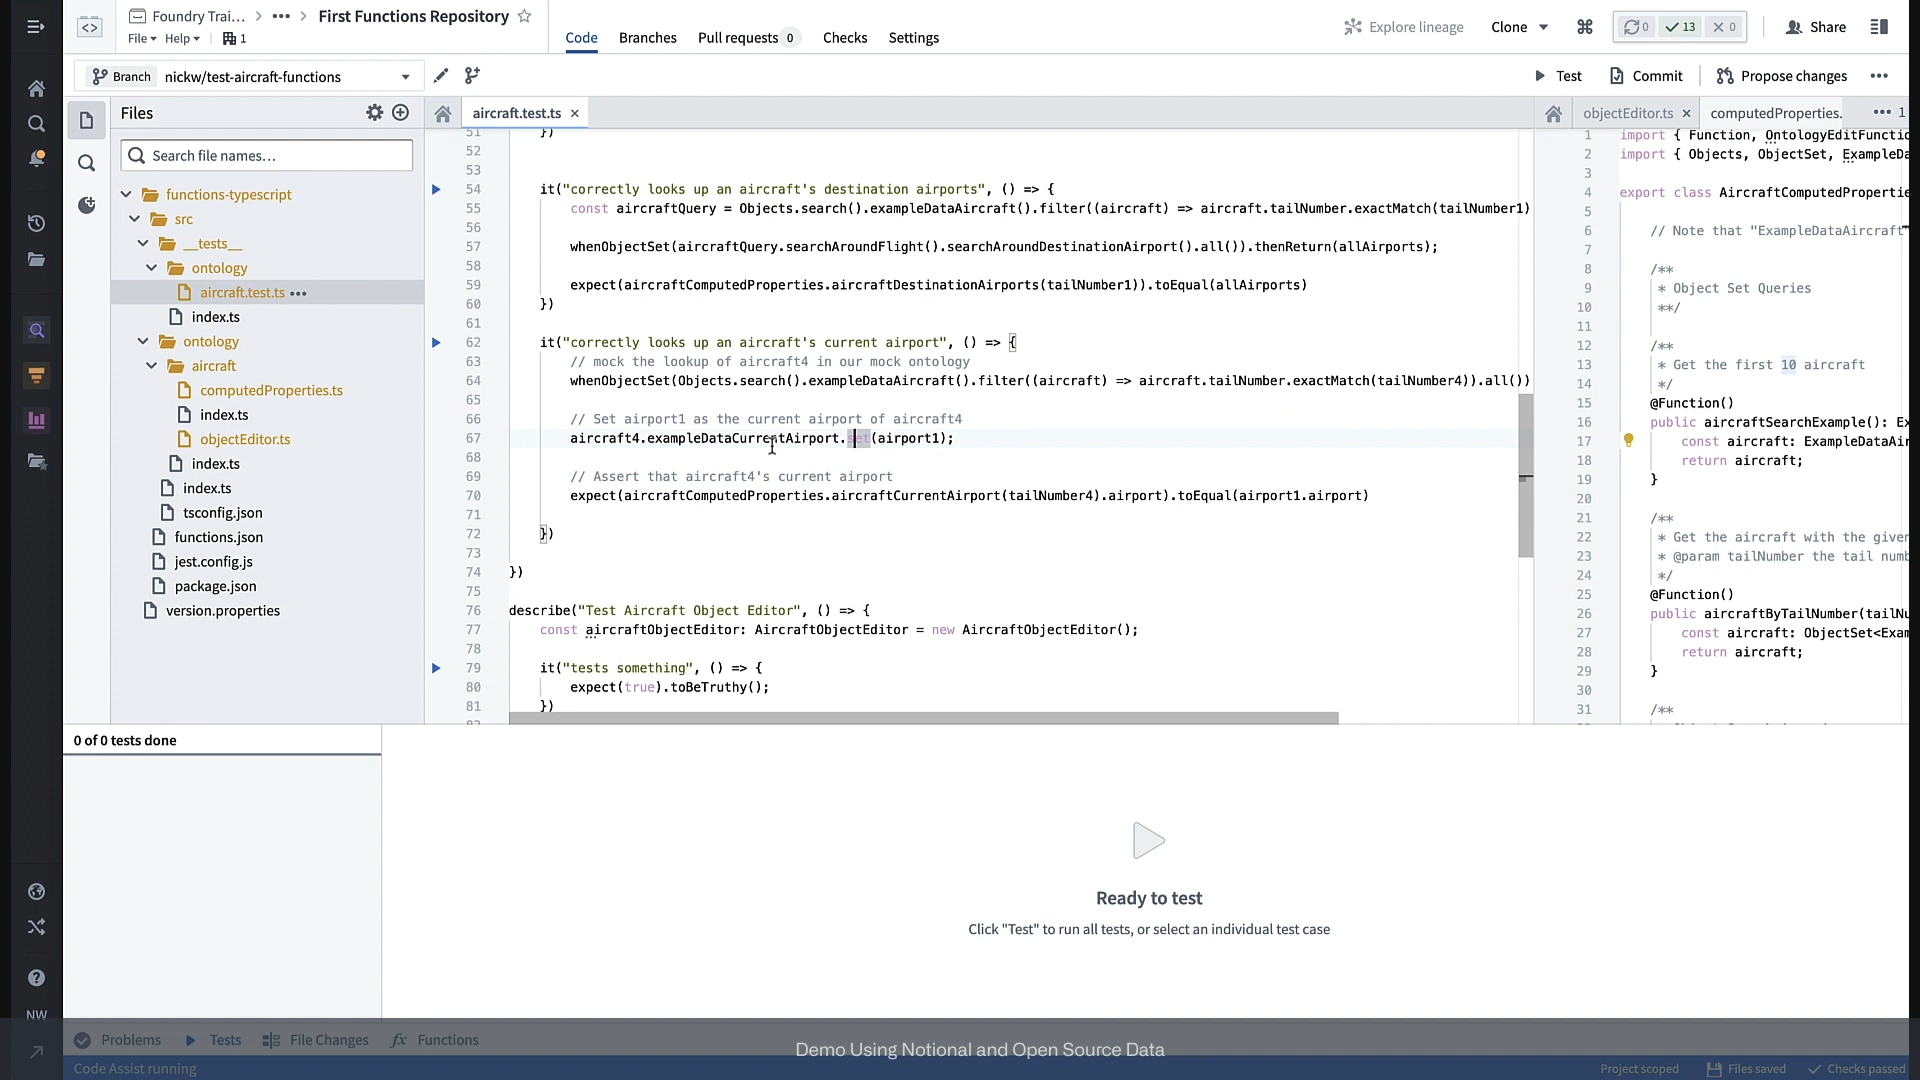 Foundry Trai...
First Functions Repository
File
Help
1
Code
Branches
Pull requests 0
Checks
Settings
Explore lineage
Clone
0
13
0
Share
Branch
nickw/test-aircraft-functions
Test
Commit
Propose changes
Files
Search file names...
functions-typescript
src
__tests__
ontology
aircraft.test.ts
index.ts
ontology
aircraft
computedProperties.ts
index.ts
objectEditor.ts
index.ts
index.ts
tsconfig.json
functions.json
jest.config.js
package.json
version.properties
aircraft.test.ts
51 })
52
53
54 it("correctly looks up an aircraft's destination airports", () => {
55 const aircraftQuery = Objects.search().exampleDataAircraft().filter((aircraft) => aircraft.tailNumber.exactMatch(tailNumber1)
56
57 whenObjectSet(aircraftQuery.searchAroundFlight().searchAroundDestinationAirport().all()).thenReturn(allAirports);
58
59 expect(aircraftComputedProperties.aircraftDestinationAirports(tailNumber1)).toEqual(allAirports)
60 })
61
62 it("correctly looks up an aircraft's current airport", () => {
63 // mock the lookup of aircraft4 in our mock ontology
64 whenObjectSet(Objects.search().exampleDataAircraft().filter((aircraft) => aircraft.tailNumber.exactMatch(tailNumber4)).all())
65
66 // Set airport1 as the current airport of aircraft4
67 aircraft4.exampleDataCurrentAirport.set(airport1);
68
69 // Assert that aircraft4's current airport
70 expect(aircraftComputedProperties.aircraftCurrentAirport(tailNumber4).airport).toEqual(airport1.airport)
71
72 })
73
74 })
75
76 describe("Test Aircraft Object Editor", () => {
77 const aircraftObjectEditor: AircraftObjectEditor = new AircraftObjectEditor();
78
79 it("tests something", () => {
80 expect(true).toBeTruthy();
81 })
objectEditor.ts
computedProperties.
1
1 import { Function, OntologyEditFunctio
2 import { Objects, ObjectSet, ExampleDa
3
4 export class AircraftComputedPropertie
5
6 // Note that "ExampleDataAircraft"
7
8 /**
9 * Object Set Queries
10 **/
11
12 /**
13 * Get the first 10 aircraft
14 */
15 @Function()
16 public aircraftSearchExample(): Ex
17 const aircraft: ExampleDataAir
18 return aircraft;
19 }
20
21 /**
22 * Get the aircraft with the given
23 * @param tailNumber the tail numb
24 */
25 @Function()
26 public aircraftByTailNumber(tailNu
27 const aircraft: ObjectSet<Exam
28 return aircraft;
29 }
30
31 /**
0 of 0 tests done
Ready to test
Click "Test" to run all tests, or select an individual test case
NW
Problems
Tests
File Changes
fx Functions
Demo Using Notional and Open Source Data
Code Assist running
Project scoped
Files saved
Checks passed